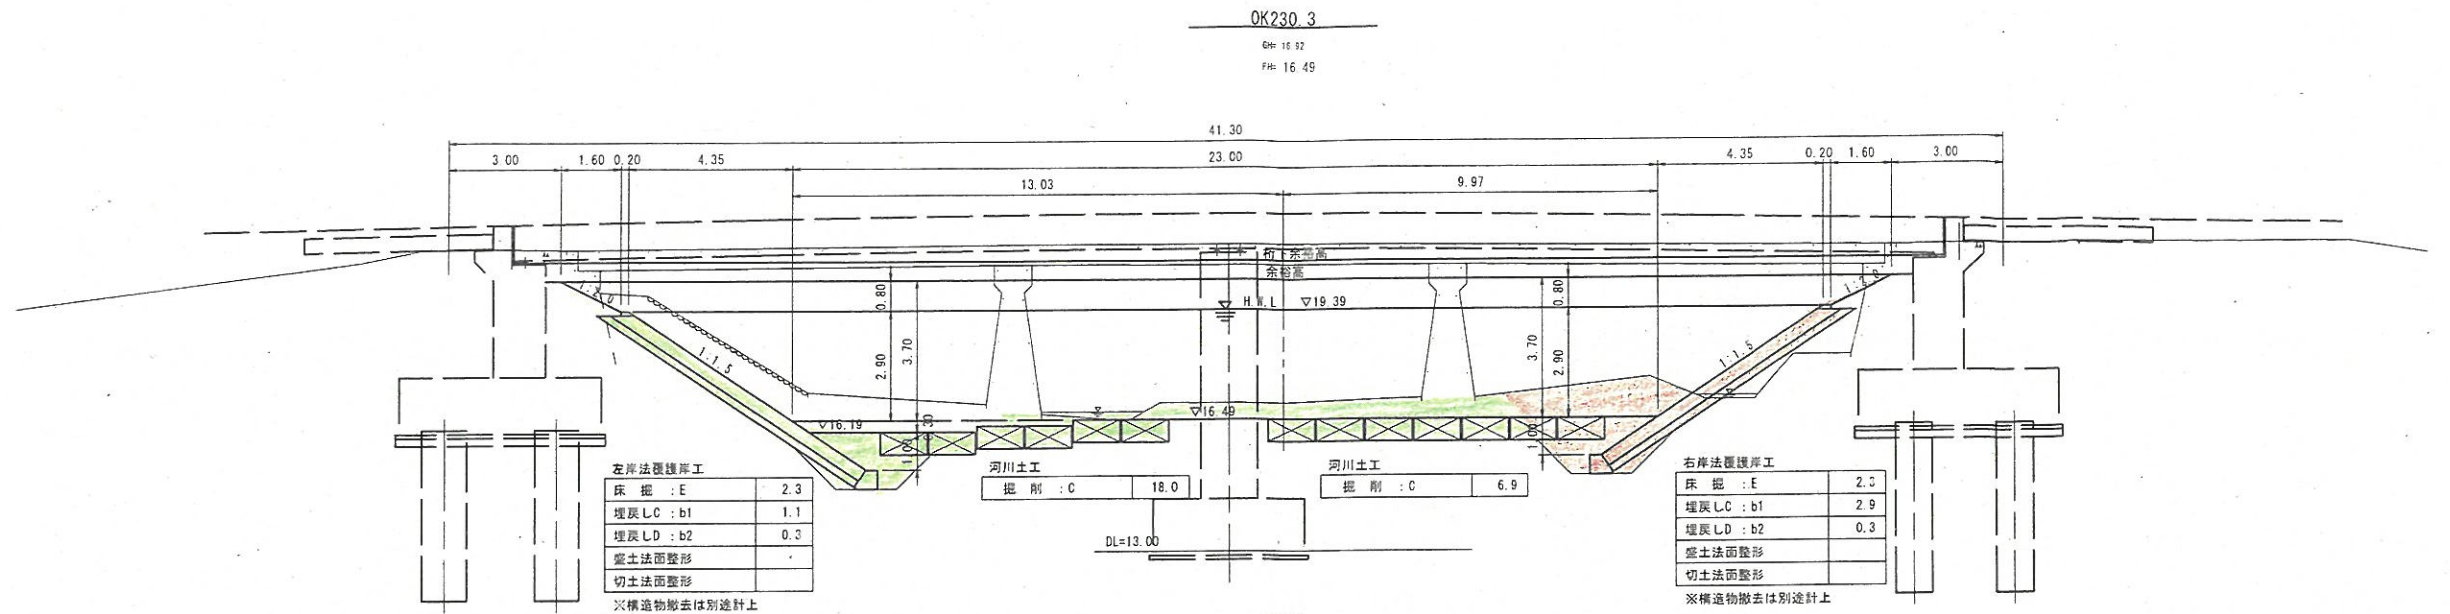 OK230.3
GH= 16.92
FH= 16.49
41.30
3.00 1.60 0.20 4.35 23.00 4.35 0.20 1.60 3.00
13.03 9.97
桁下余裕高
余裕高
1:2.0 1:2.0
0.80 0.80
H.W.L ▽19.39
1:1.5 1:1.5
2.90 3.70 3.70 2.90
▽16.19 ▽16.49
1.00 1.00
左岸法覆護岸工
床 掘 :E 2.3
埋戻しC :b1 1.1
埋戻しD :b2 0.3
盛土法面整形
切土法面整形
※構造物撤去は別途計上
河川土工
掘 削 :C 18.0
河川土工
掘 削 :C 6.9
DL=13.00
右岸法覆護岸工
床 掘 :E
埋戻しC :b1 2.9
埋戻しD :b2 0.3
盛土法面整形
切土法面整形
※構造物撤去は別途計上